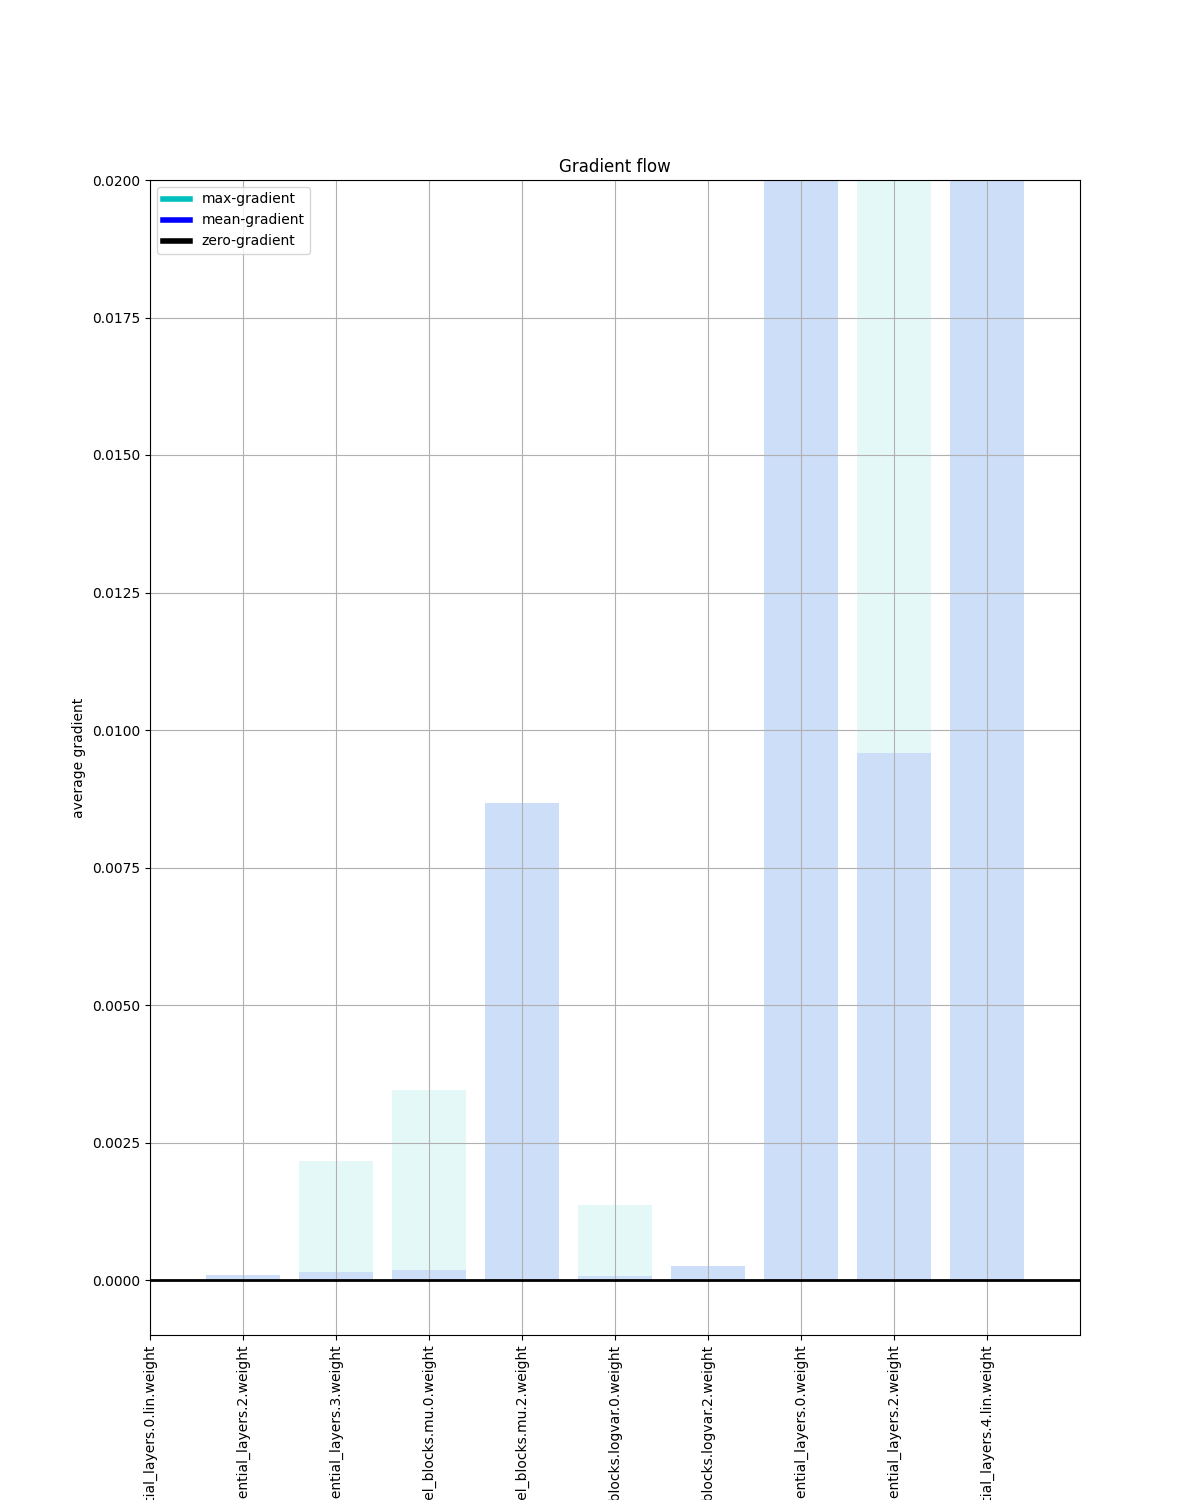 Gradient flow
max-gradient
mean-gradient
zero-gradient
0.0200
0.0175
0.0150
0.0125
0.0100
0.0075
0.0050
0.0025
0.0000
average gradient
tial_layers.0.lin.weight
ential_layers.2.weight
ential_layers.3.weight
el_blocks.mu.0.weight
el_blocks.mu.2.weight
blocks.logvar.0.weight
blocks.logvar.2.weight
ential_layers.0.weight
ential_layers.2.weight
tial_layers.4.lin.weight